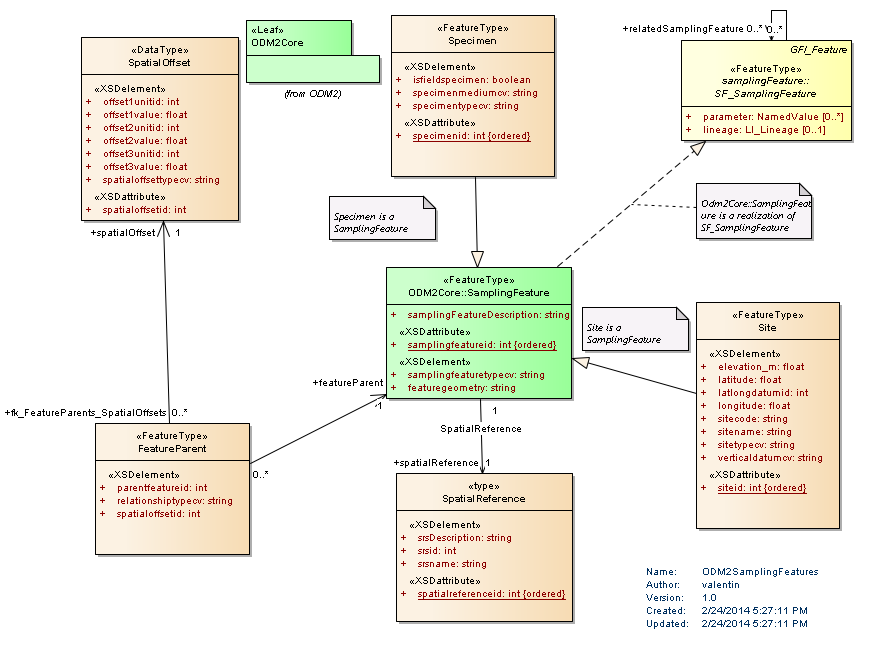 «DataType»
SpatialOffset
«XSDelement»
+ offset1unitid: int
+ offset1value: float
+ offset2unitid: int
+ offset2value: float
+ offset3unitid: int
+ offset3value: float
+ spatialoffsettypecv: string
«XSDattribute»
+ spatialoffsetid: int
«Leaf»
ODM2Core
(from ODM2)
«FeatureType»
Specimen
«XSDelement»
+ isfieldspecimen: boolean
+ specimenmediumcv: string
+ specimentypecv: string
«XSDattribute»
+ specimenid: int {ordered}
+relatedSamplingFeature 0..*
0..*
GFI_Feature
«FeatureType»
samplingFeature::
SF_SamplingFeature
+ parameter: NamedValue [0..*]
+ lineage: LI_Lineage [0..1]
Specimen is a
SamplingFeature
Odm2Core::SamplingFeat
ure is a realization of
SF_SamplingFeature
+spatialOffset 1
«FeatureType»
ODM2Core::SamplingFeature
+ samplingFeatureDescription: string
«XSDattribute»
+ samplingfeatureid: int {ordered}
«XSDelement»
+ samplingfeaturetypecv: string
+ featuregeometry: string
Site is a
SamplingFeature
«FeatureType»
Site
«XSDelement»
+ elevation_m: float
+ latitude: float
+ latlongdatumid: int
+ longitude: float
+ sitecode: string
+ sitename: string
+ sitetypecv: string
+ verticaldatumcv: string
«XSDattribute»
+ siteid: int {ordered}
+featureParent
1
+fk_FeatureParents_SpatialOffsets 0..*
«FeatureType»
FeatureParent
«XSDelement»
+ parentfeatureid: int
+ relationshiptypecv: string
+ spatialoffsetid: int
0..*
1
SpatialReference
+spatialReference 1
«type»
SpatialReference
«XSDelement»
+ srsDescription: string
+ srsid: int
+ srsname: string
«XSDattribute»
+ spatialreferenceid: int {ordered}
Name: ODM2SamplingFeatures
Author: valentin
Version: 1.0
Created: 2/24/2014 5:27:11 PM
Updated: 2/24/2014 5:27:11 PM